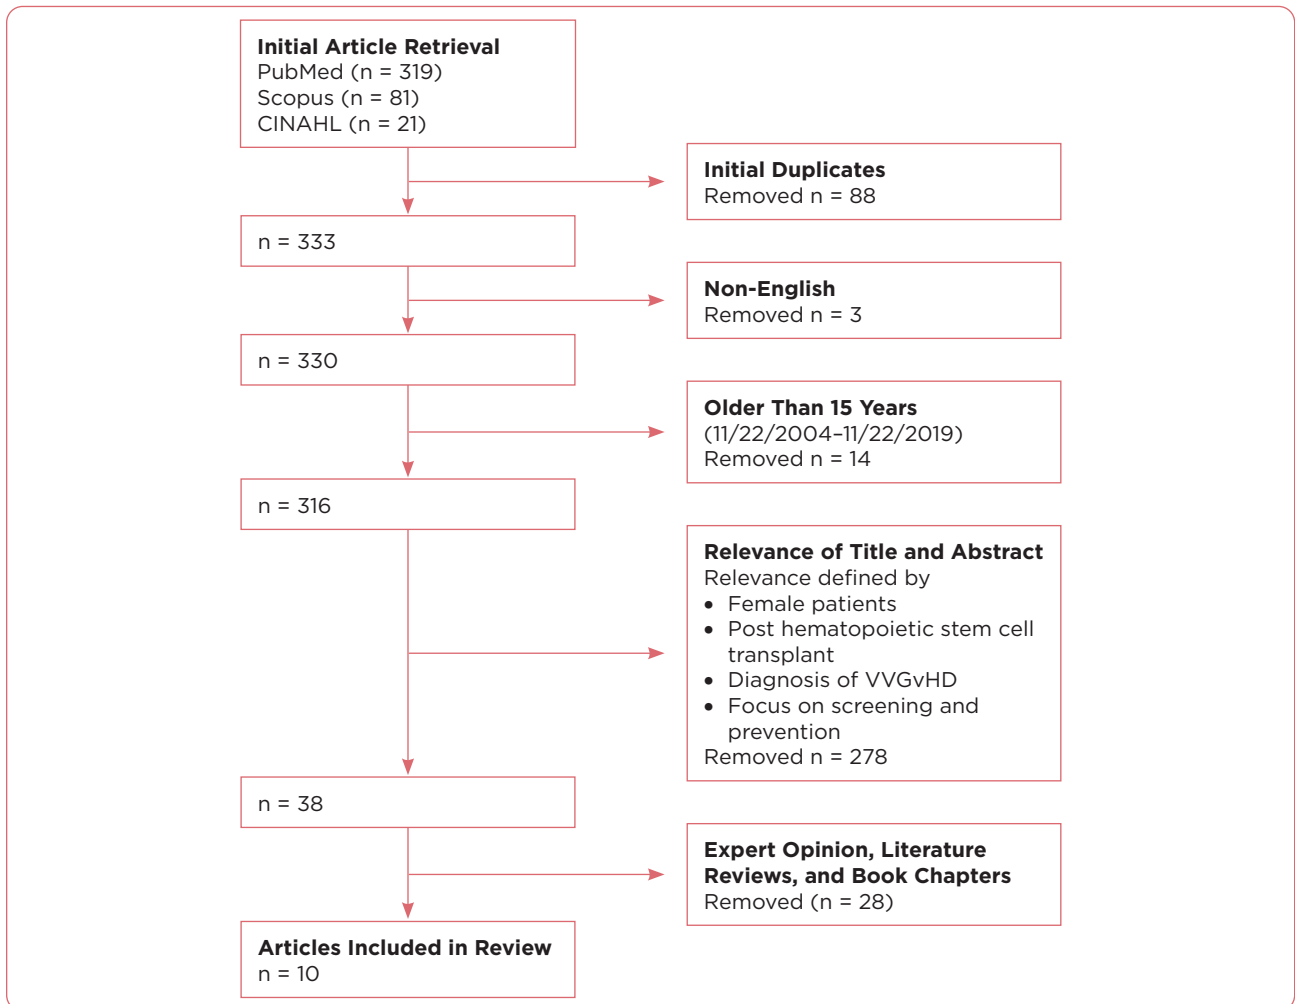 Initial Article Retrieval
PubMed (n = 319)
Scopus (n = 81)
CINAHL (n = 21)
Initial Duplicates
Removed n = 88
n = 333
Non-English
Removed n = 3
n = 330
Older Than 15 Years
(11/22/2004–11/22/2019)
Removed n = 14
n = 316
Relevance of Title and Abstract
Relevance defined by
• Female patients
• Post hematopoietic stem cell
transplant
• Diagnosis of VVGvHD
• Focus on screening and
prevention
Removed n = 278
n = 38
Expert Opinion, Literature
Reviews, and Book Chapters
Removed (n = 28)
Articles Included in Review
n = 10